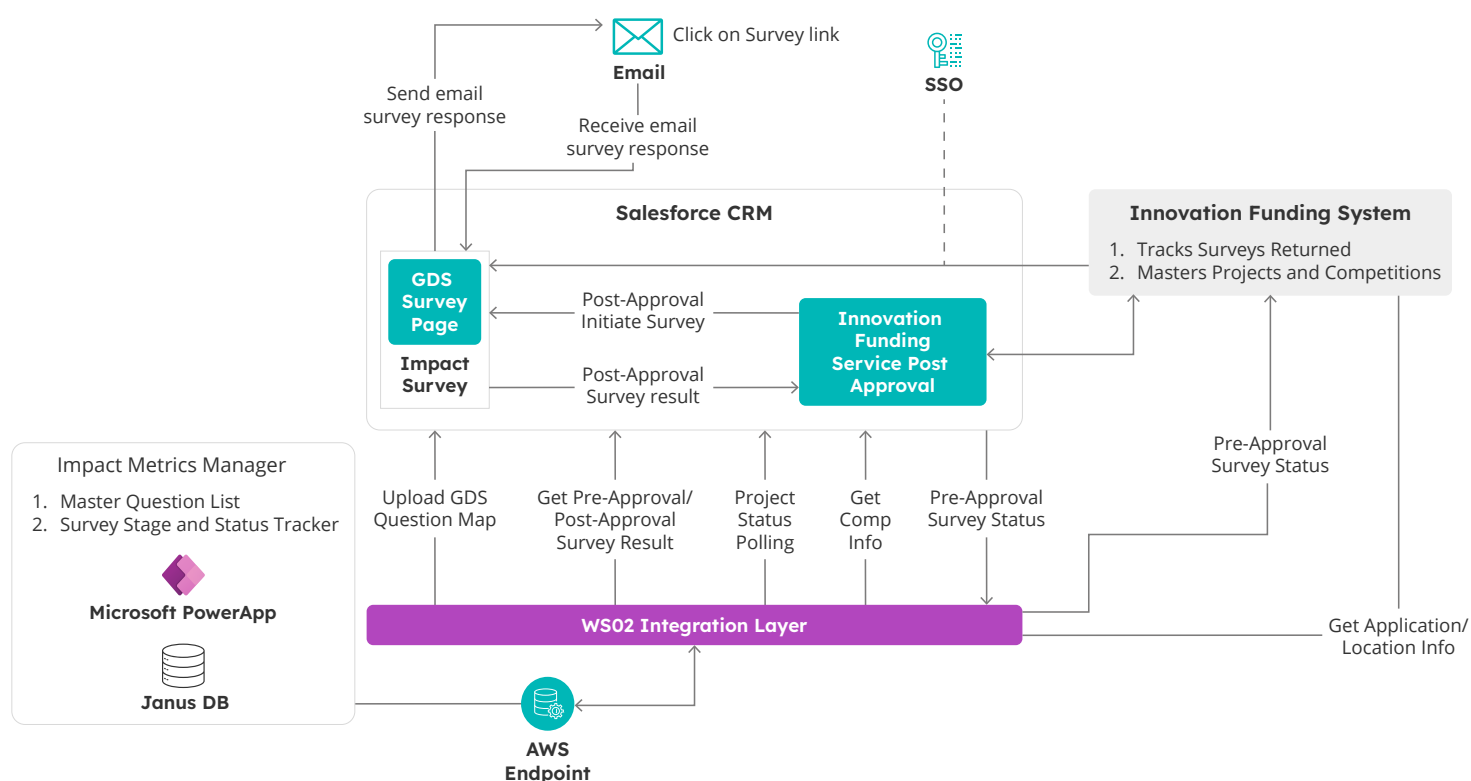 Click on Survey link
Email
SSO
Send email
survey response
Receive email
survey response
Salesforce CRM
GDS
Survey
Page
Impact
Survey
Post-Approval
Initiate Survey
Post-Approval
Survey result
Innovation
Funding
Service Post
Approval
Innovation Funding System
1. Tracks Surveys Returned
2. Masters Projects and Competitions
Impact Metrics Manager
1. Master Question List
2. Survey Stage and Status Tracker
Microsoft PowerApp
Janus DB
Upload GDS
Question Map
Get Pre-Approval/
Post-Approval
Survey Result
Project
Status
Polling
Get
Comp
Info
Pre-Approval
Survey Status
Pre-Approval
Survey Status
WS02 Integration Layer
Get Application/
Location Info
AWS
Endpoint